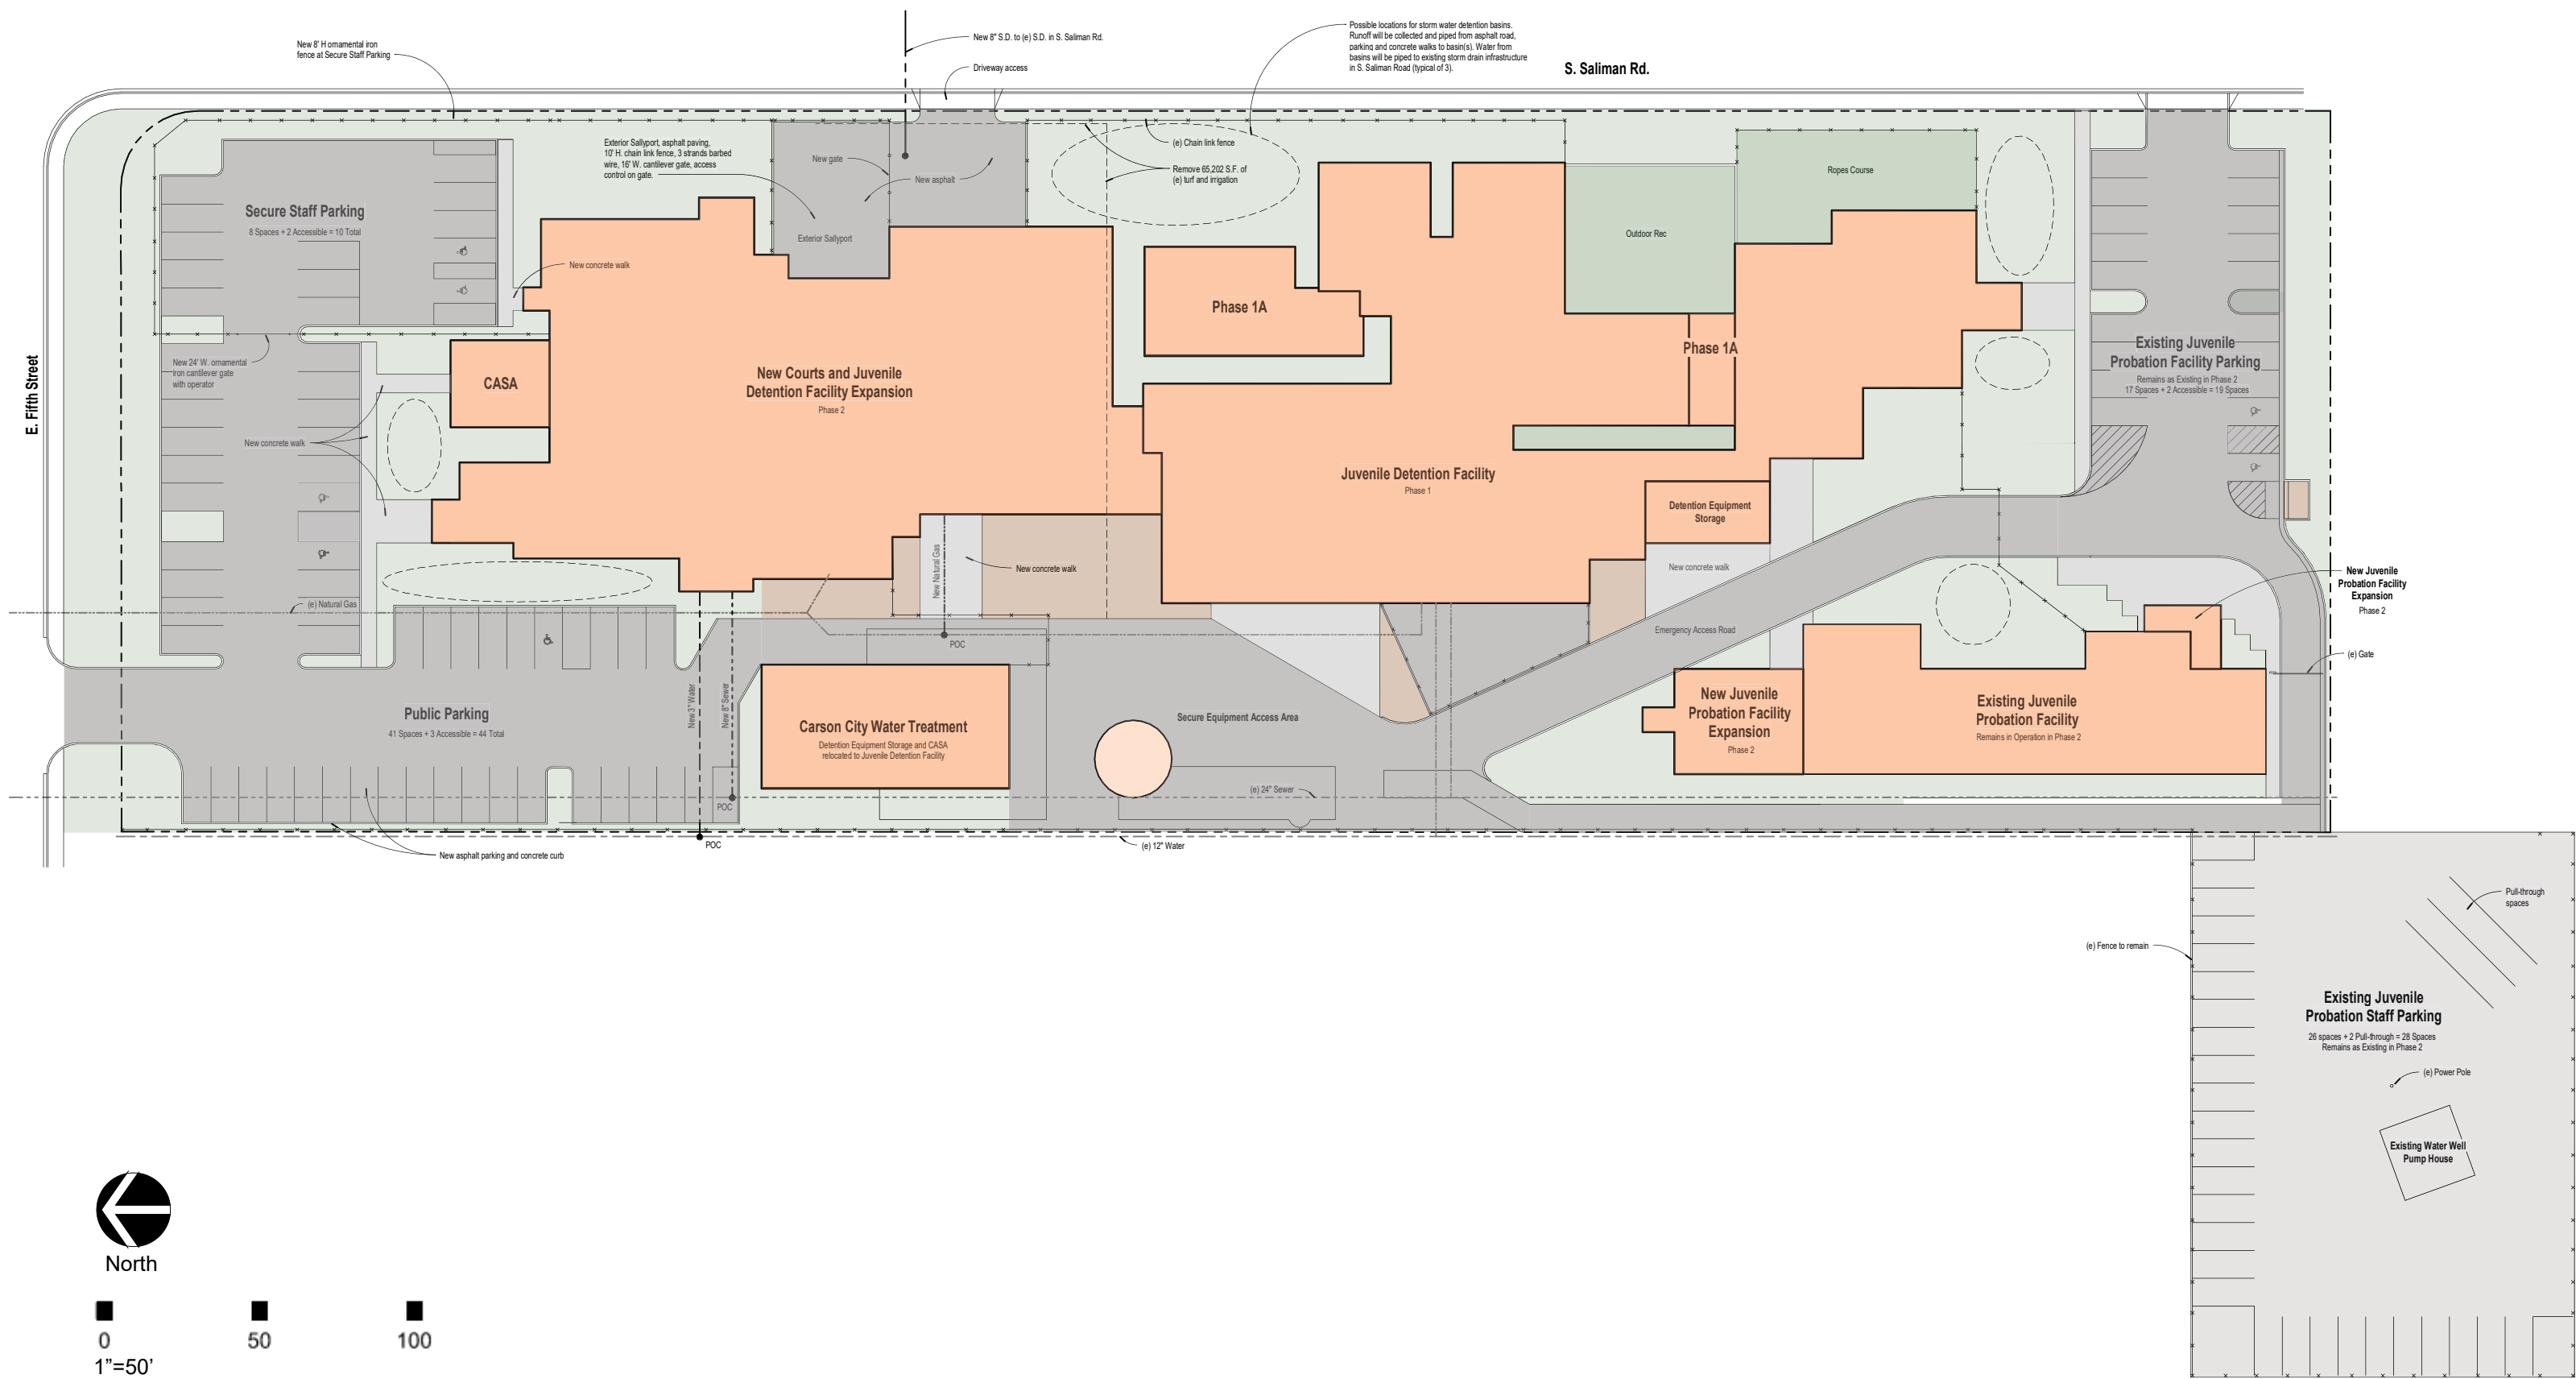 New 8' H ornamental iron
fence at Secure Staff Parking
New 8" S.D. to (e) S.D. in S. Saliman Rd.
Driveway access
Possible locations for storm water detention basins.
Runoff will be collected and piped from asphalt road,
parking and concrete walks to basin(s). Water from
basins will be piped to existing storm drain infrastructure
in S. Saliman Road (typical of 3).
S. Saliman Rd.
Exterior Sallyport, asphalt paving,
10' H. chain link fence, 3 strands barbed
wire, 16' W. cantilever gate, access
control on gate.
New gate
New asphalt
(e) Chain link fence
Remove 65,202 S.F. of
(e) turf and irrigation
Ropes Course
Secure Staff Parking
8 Spaces + 2 Accessible = 10 Total
Exterior Sallyport
Outdoor Rec
New concrete walk
Phase 1A
Phase 1A
Existing Juvenile
Probation Facility Parking
Remains as Existing in Phase 2
17 Spaces + 2 Accessible = 19 Spaces
E. Fifth Street
New 24' W. ornamental
iron cantilever gate
with operator
CASA
New Courts and Juvenile
Detention Facility Expansion
Phase 2
New concrete walk
Juvenile Detention Facility
Phase 1
Detention Equipment
Storage
New Natural Gas
New concrete walk
New concrete walk
New Juvenile
Probation Facility
Expansion
Phase 2
(e) Natural Gas
POC
Emergency Access Road
(e) Gate
New 3" Water
New 8" Sewer
Public Parking
41 Spaces + 3 Accessible = 44 Total
Carson City Water Treatment
Detention Equipment Storage and CASA
relocated to Juvenile Detention Facility
Secure Equipment Access Area
New Juvenile
Probation Facility
Expansion
Phase 2
Existing Juvenile
Probation Facility
Remains in Operation in Phase 2
(e) 24" Sewer
POC
POC
(e) 12" Water
New asphalt parking and concrete curb
Pull-through
spaces
(e) Fence to remain
Existing Juvenile
Probation Staff Parking
26 spaces + 2 Pull-through = 28 Spaces
Remains as Existing in Phase 2
(e) Power Pole
Existing Water Well
Pump House
North
0 50 100
1"=50'